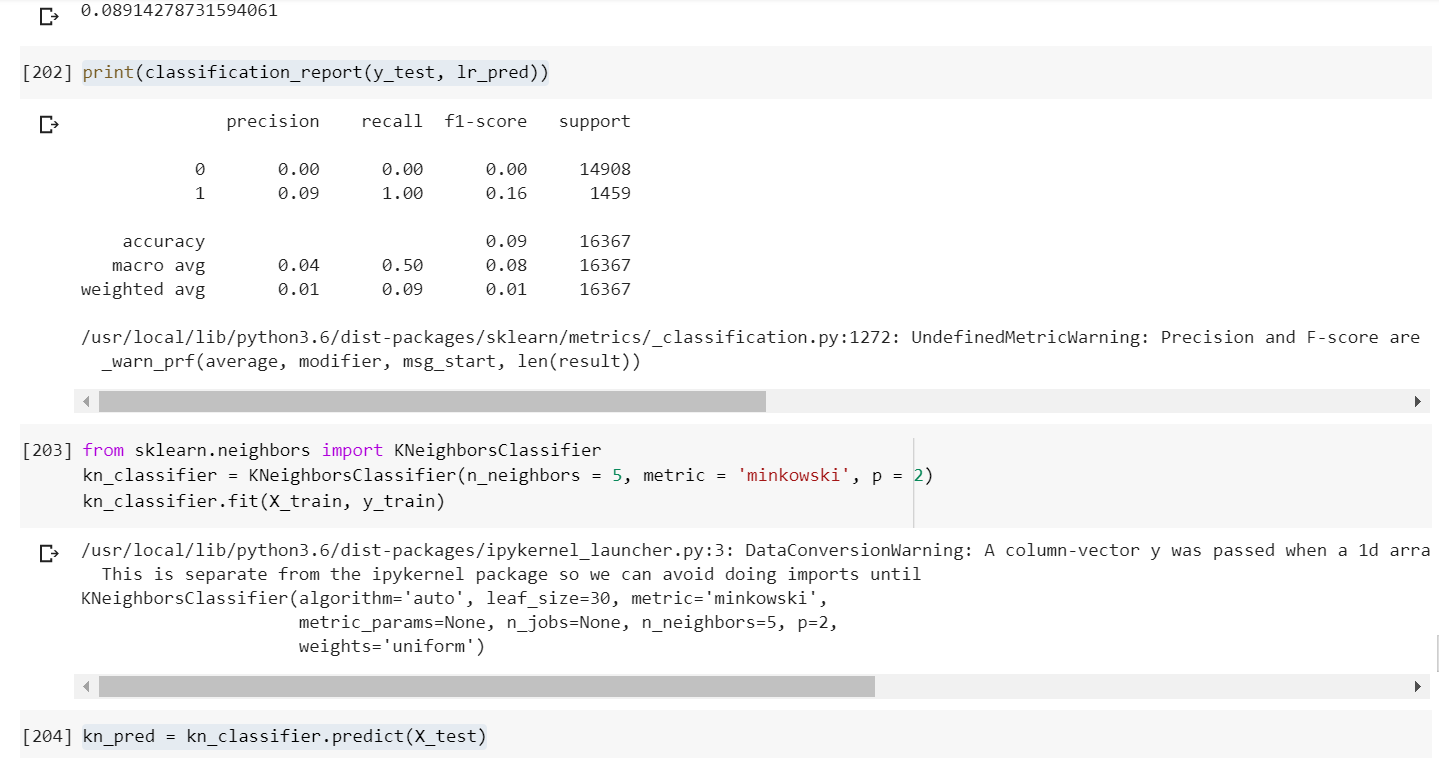 0.08914278731594061
[202] print(classification_report(y_test, lr_pred))
precision recall f1-score support
0 0.00 0.00 0.00 14908
1 0.09 1.00 0.16 1459
accuracy 0.09 16367
macro avg 0.04 0.50 0.08 16367
weighted avg 0.01 0.09 0.01 16367
/usr/local/lib/python3.6/dist-packages/sklearn/metrics/_classification.py:1272: UndefinedMetricWarning: Precision and F-score are
_warn_prf(average, modifier, msg_start, len(result))
[203] from sklearn.neighbors import KNeighborsClassifier
kn_classifier = KNeighborsClassifier(n_neighbors = 5, metric = 'minkowski', p = 2)
kn_classifier.fit(X_train, y_train)
/usr/local/lib/python3.6/dist-packages/ipykernel_launcher.py:3: DataConversionWarning: A column-vector y was passed when a 1d arra
This is separate from the ipykernel package so we can avoid doing imports until
KNeighborsClassifier(algorithm='auto', leaf_size=30, metric='minkowski',
metric_params=None, n_jobs=None, n_neighbors=5, p=2,
weights='uniform')
[204] kn_pred = kn_classifier.predict(X_test)